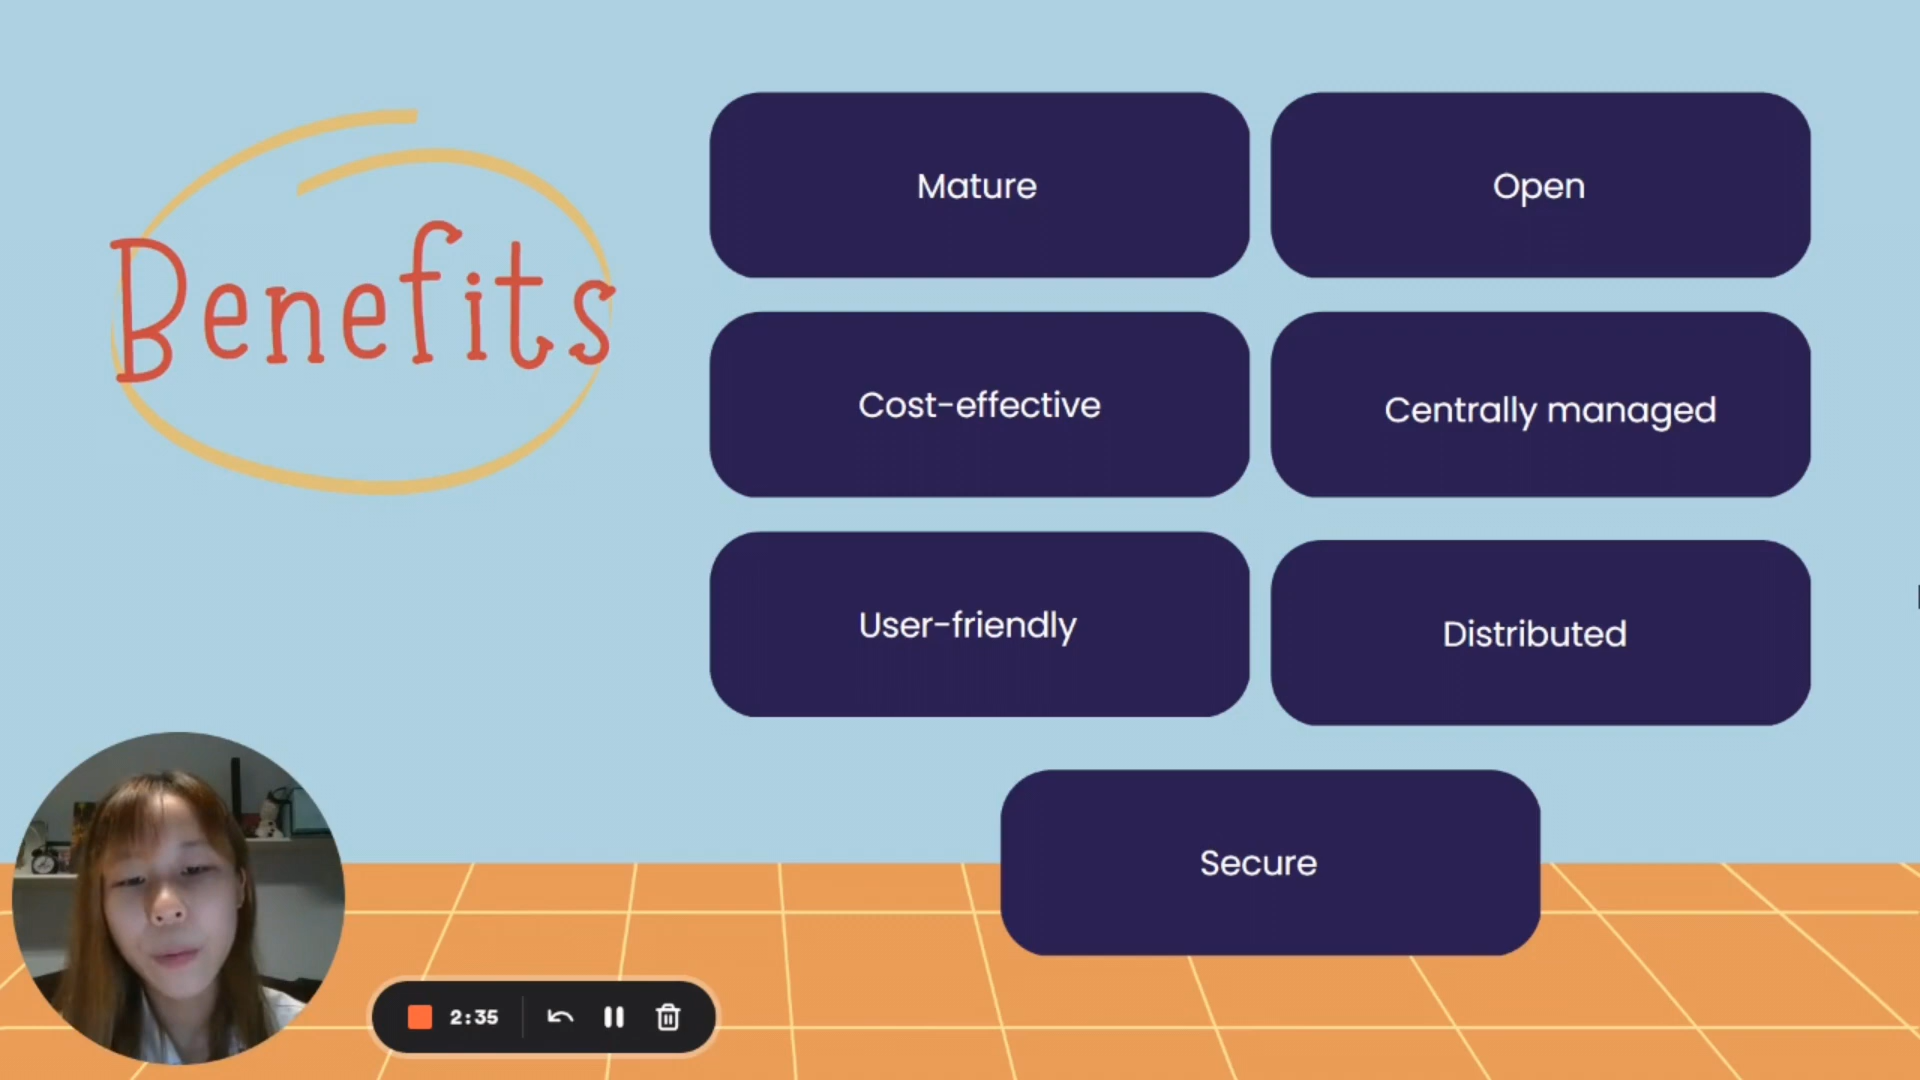 Benefits
Mature
Open
Cost-effective
Centrally managed
User-friendly
Distributed
Secure
2:35